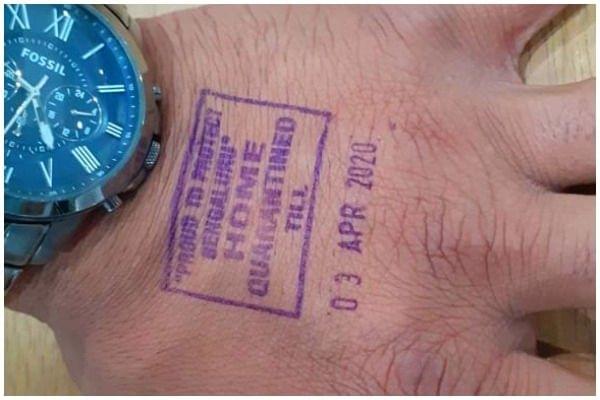 FOSSIL
"PROUD TO PROTECT
BENGALURU"
HOME
QUARANTINED
TILL
03 APR 2020